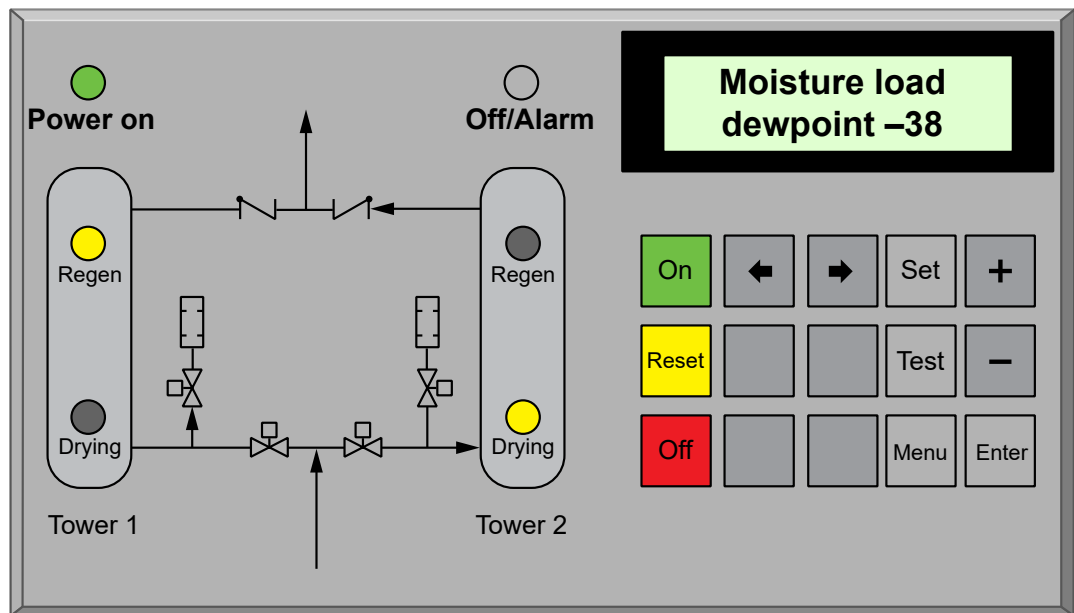 Power on
Off/Alarm
Moisture load
dewpoint –38
Regen
Regen
Drying
Drying
Tower 1
Tower 2
On
Set
+
Reset
Test
–
Off
Menu
Enter